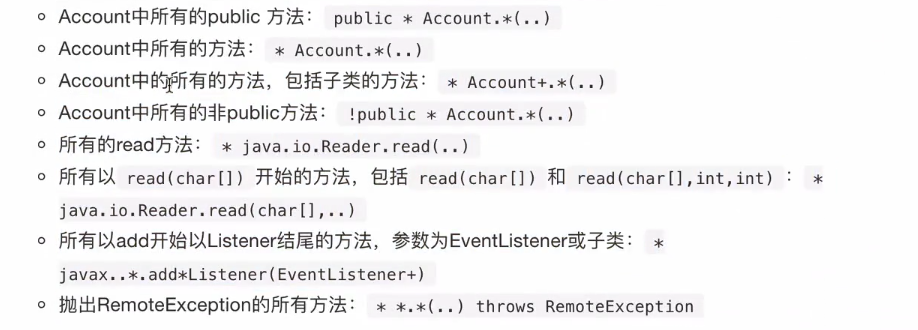 Account中所有的public 方法： public * Account.*(..)
Account中所有的方法： * Account.*(..)
Account中的所有的方法，包括子类的方法： * Account+.*(..)
Account中所有的非public方法： !public * Account.*(..)
所有的read方法： * java.io.Reader.read(..)
所有以 read(char[]) 开始的方法，包括 read(char[]) 和 read(char[],int,int) ： *
java.io.Reader.read(char[],..)
所有以add开始以Listener结尾的方法，参数为EventListener或子类： *
javax..*.add*Listener(EventListener+)
抛出RemoteException的所有方法： * *.*(..) throws RemoteException